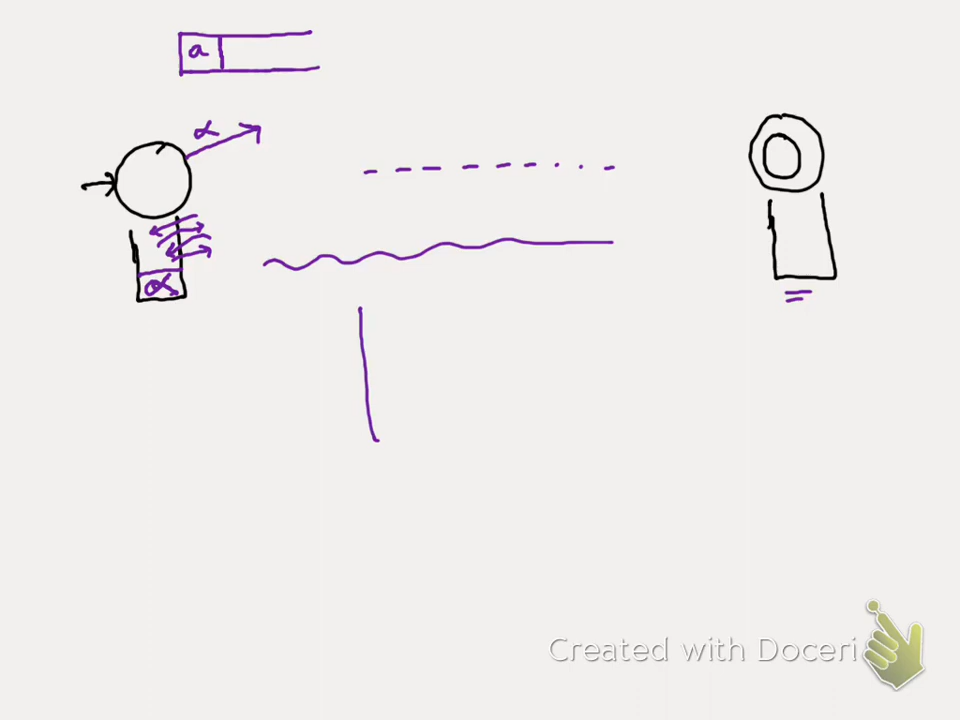 a
α
α
Created with Doceri